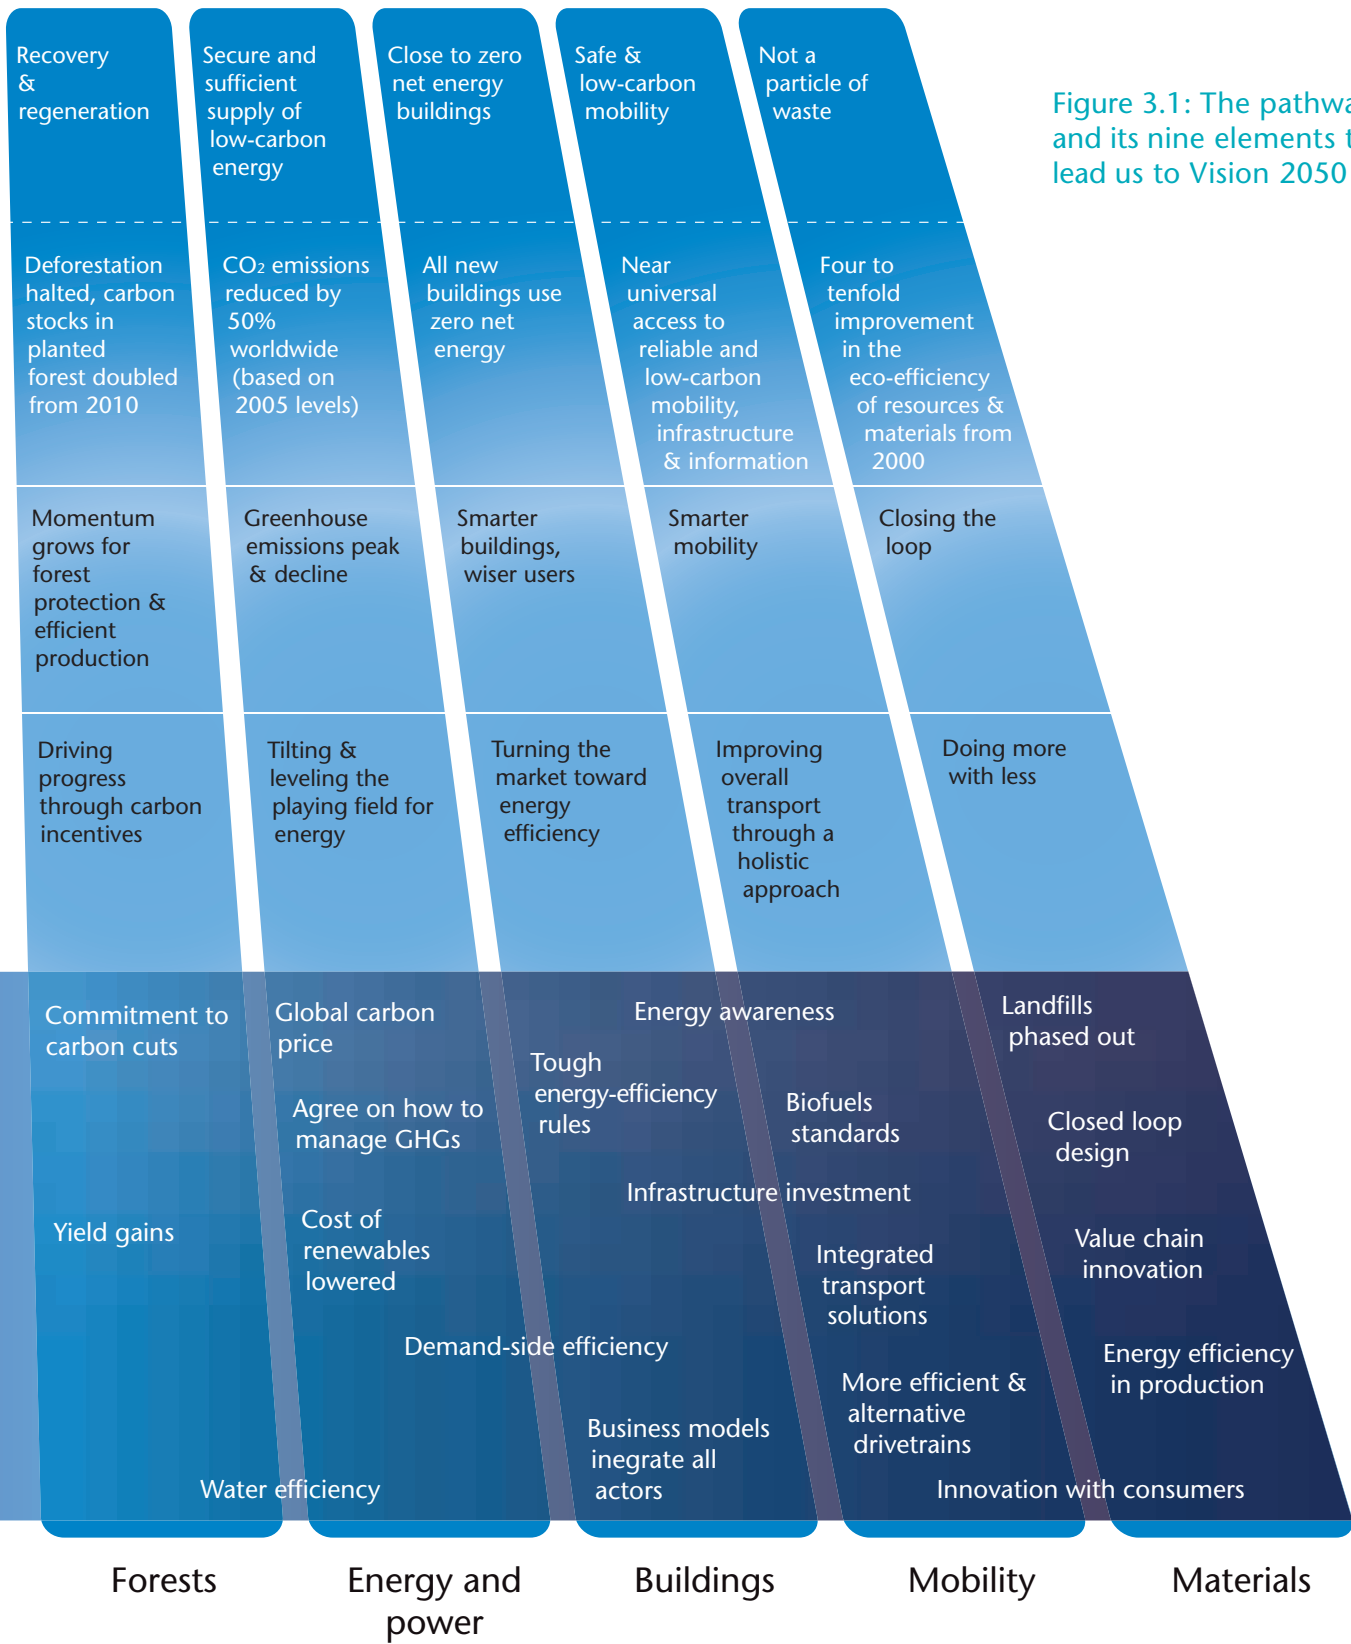 Recovery
&
regeneration
Secure and
sufficient
supply of
low-carbon
energy
Close to zero
net energy
buildings
Safe &
low-carbon
mobility
Not a
particle of
waste
Figure 3.1: The
and its nine elements
lead us to Vision 2050
Deforestation
halted, carbon
stocks in
planted
forest doubled
from 2010
CO2 emissions
reduced by
50%
worldwide
(based on
2005 levels)
All new
buildings use
zero net
energy
Near
universal
access to
reliable and
low-carbon
mobility,
infrastructure
& information
Four to
tenfold
improvement
in the
eco-efficiency
of resources &
materials from
2000
Momentum
grows for
forest
protection &
efficient
production
Greenhouse
emissions peak
& decline
Smarter
buildings,
wiser users
Smarter
mobility
Closing the
loop
Driving
progress
through carbon
incentives
Tilting &
leveling the
playing field for
energy
Turning the
market toward
energy
efficiency
Improving
overall
transport
through a
holistic
approach
Doing more
with less
Commitment to
carbon cuts
Global carbon
price
Energy awareness
Landfills
phased out
Tough
energy-efficiency
rules
Agree on how to
manage GHGs
Biofuels
standards
Closed loop
design
Infrastructure investment
Yield gains
Cost of
renewables
lowered
Integrated
transport
solutions
Value chain
innovation
Demand-side efficiency
Energy efficiency
in production
More efficient &
alternative
drivetrains
Business models
inegrate all
actors
Water efficiency
Innovation with consumers
Forests
Energy and
power
Buildings
Mobility
Materials